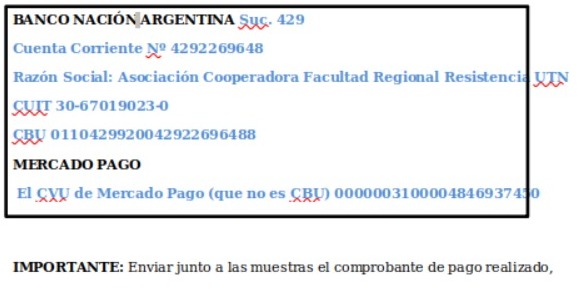 BANCO NACIÓN ARGENTINA Suc. 429
Cuenta Corriente Nº 4292269648
Razón Social: Asociación Cooperadora Facultad Regional Resistencia UTN
CUIT 30-67019023-0
CBU 0110429920042922696488
MERCADO PAGO
El CVU de Mercado Pago (que no es CBU) 0000003100004846937450
IMPORTANTE: Enviar junto a las muestras el comprobante de pago realizado,